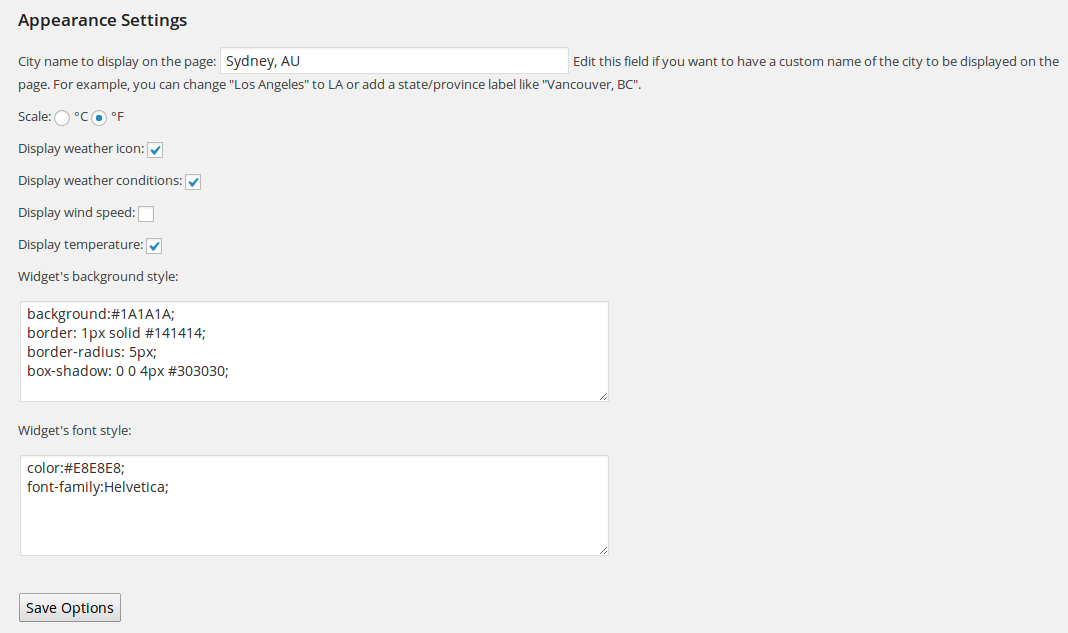 Appearance Settings
City name to display on the page: Sydney, AU Edit this field if you want to have a custom name of the city to be displayed on the
page. For example, you can change "Los Angeles" to LA or add a state/province label like "Vancouver, BC".
Scale: °C °F
Display weather icon:
Display weather conditions:
Display wind speed:
Display temperature:
Widget's background style:
background:#1A1A1A;
border: 1px solid #141414;
border-radius: 5px;
box-shadow: 0 0 4px #303030;
Widget's font style:
color:#E8E8E8;
font-family:Helvetica;
Save Options